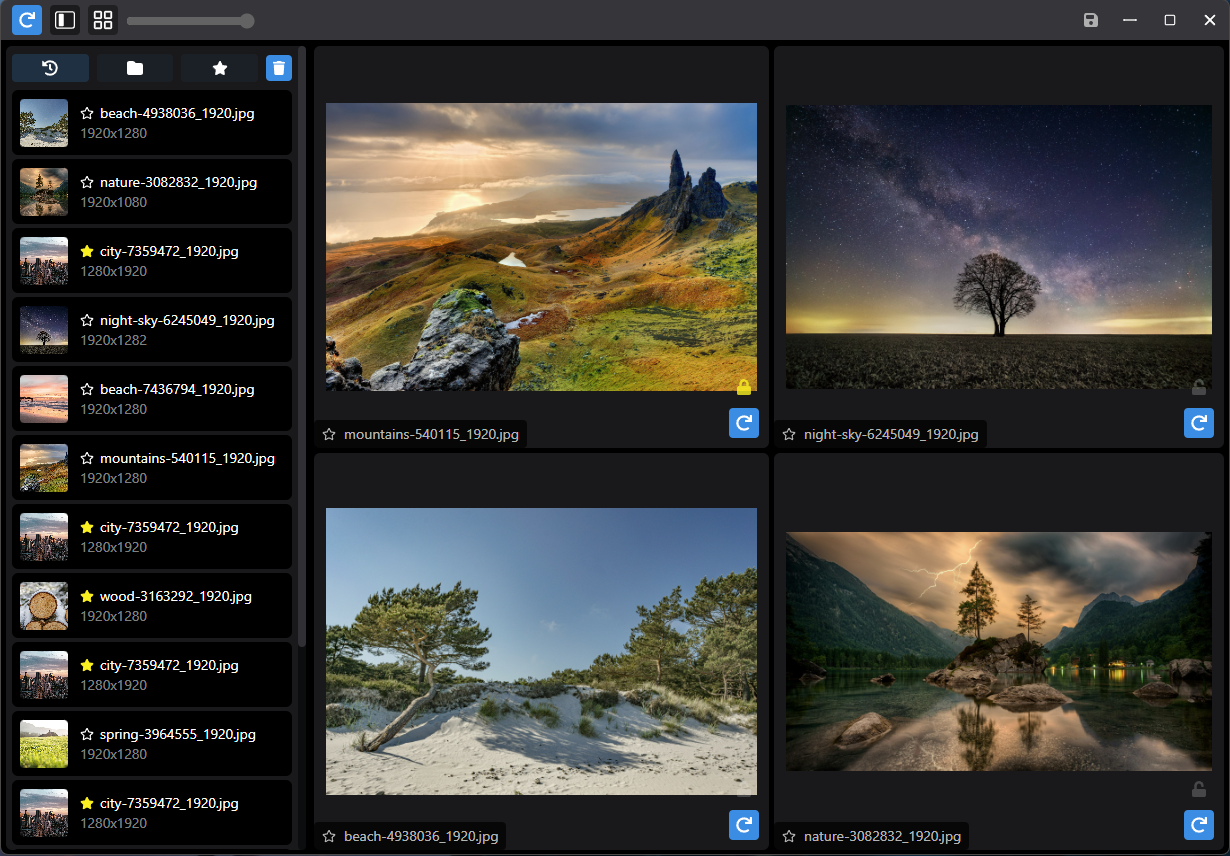 beach-4938036_1920.jpg
1920x1280
nature-3082832_1920.jpg
1920x1080
city-7359472_1920.jpg
1280x1920
night-sky-6245049_1920.jpg
1920x1282
beach-7436794_1920.jpg
1920x1280
mountains-540115_1920.jpg
1920x1280
city-7359472_1920.jpg
1280x1920
wood-3163292_1920.jpg
1920x1280
city-7359472_1920.jpg
1280x1920
spring-3964555_1920.jpg
1920x1280
city-7359472_1920.jpg
1280x1920
mountains-540115_1920.jpg
night-sky-6245049_1920.jpg
beach-4938036_1920.jpg
nature-3082832_1920.jpg